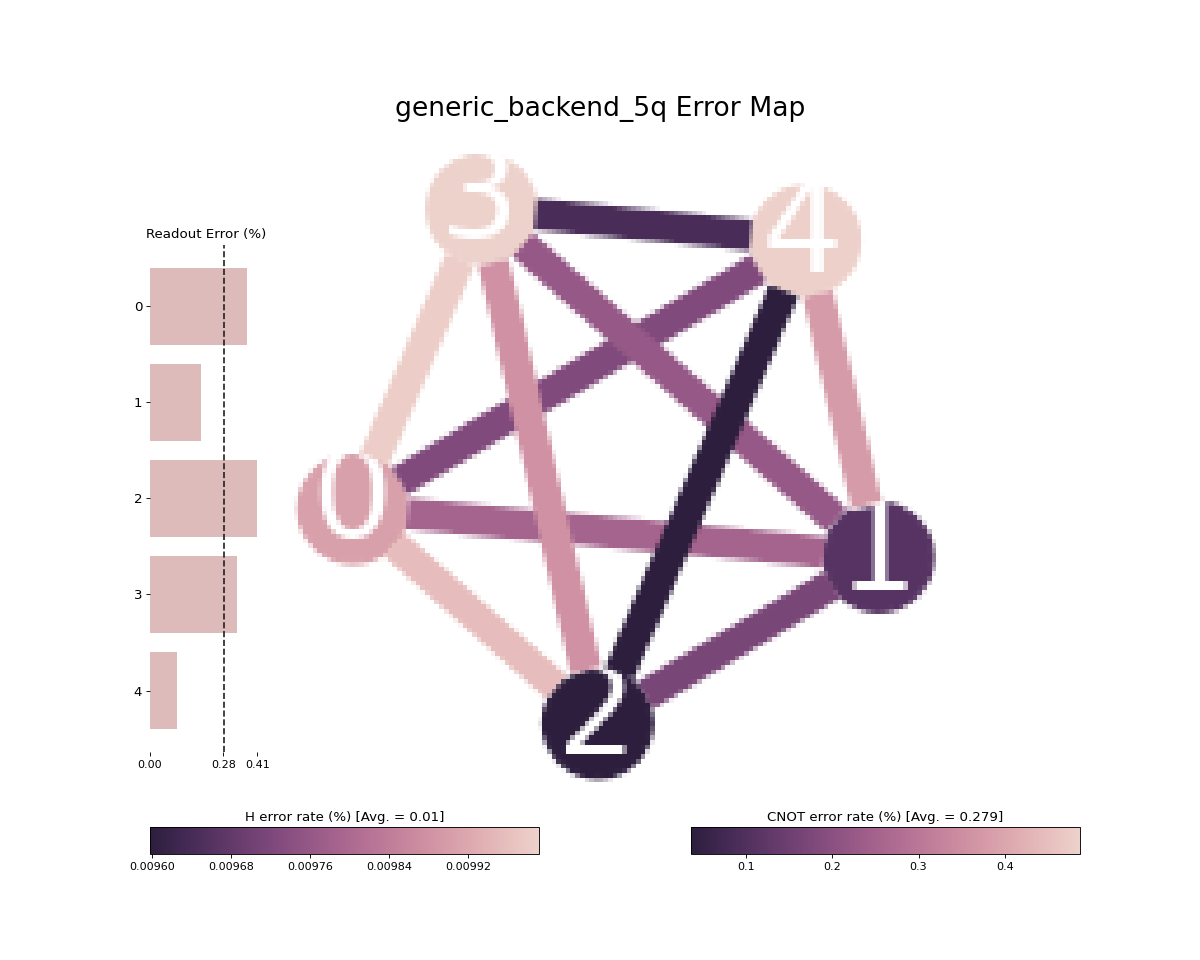 generic_backend_5q Error Map
3
4
Readout Error (%)
0
1
2
3
4
0
1
2
0.00 0.28 0.41
H error rate (%) [Avg. = 0.01]
0.00960 0.00968 0.00976 0.00984 0.00992
CNOT error rate (%) [Avg. = 0.279]
0.1 0.2 0.3 0.4